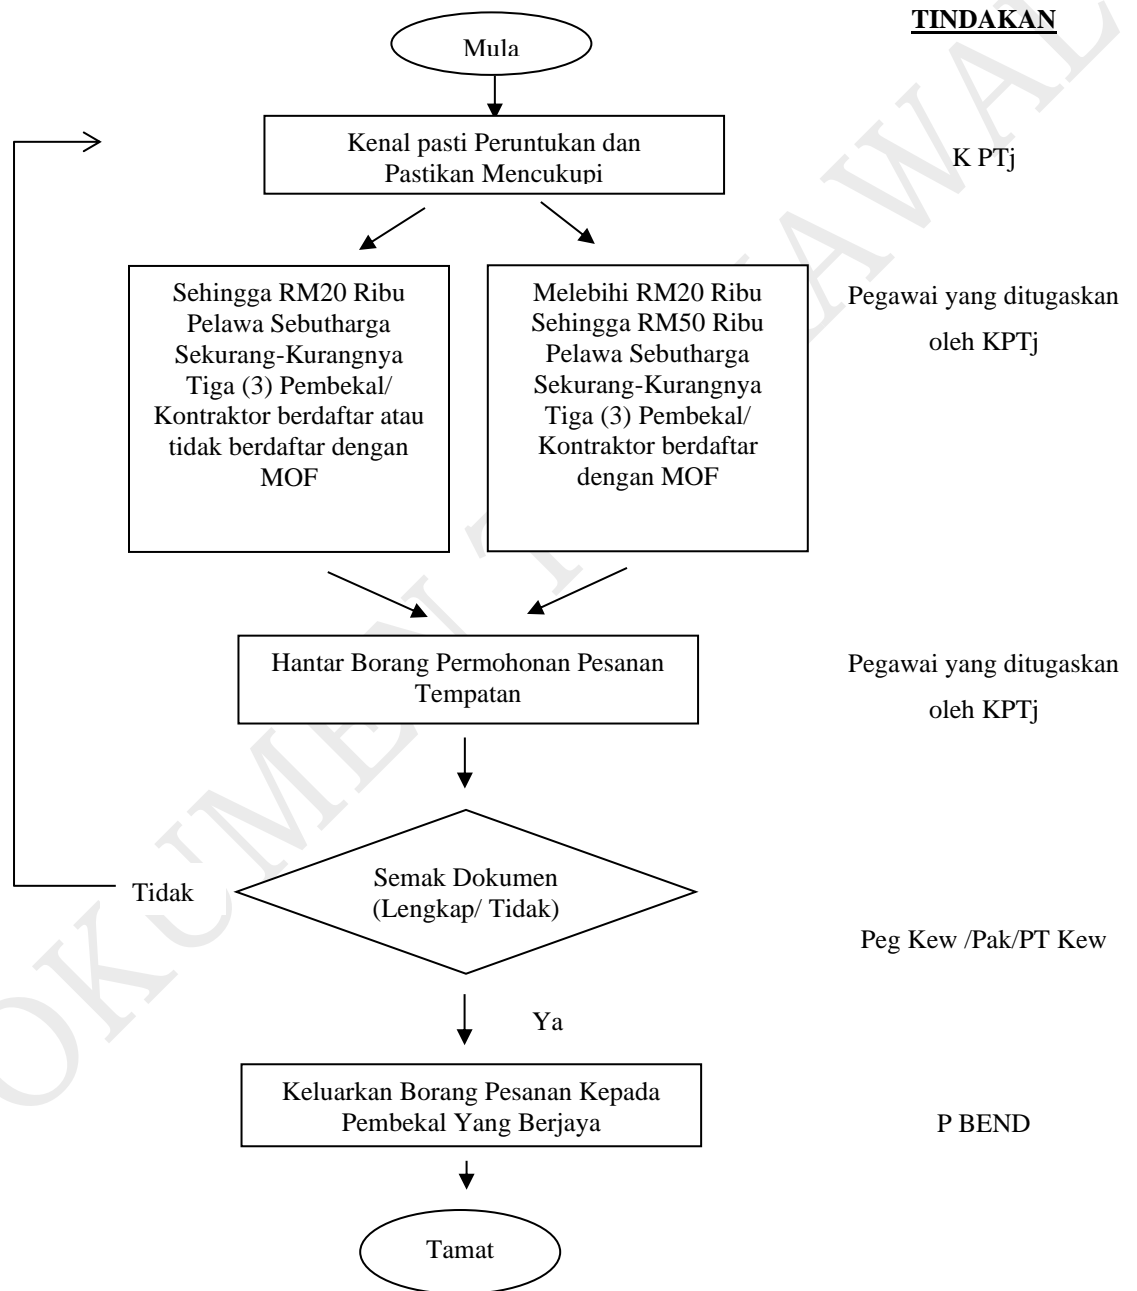 TINDAKAN
Mula
Kenal pasti Peruntukan dan
Pastikan Mencukupi
K PTj
Sehingga RM20 Ribu
Pelawa Sebutharga
Sekurang-Kurangnya
Tiga (3) Pembekal/
Kontraktor berdaftar atau
tidak berdaftar dengan
MOF
Melebihi RM20 Ribu
Sehingga RM50 Ribu
Pelawa Sebutharga
Sekurang-Kurangnya
Tiga (3) Pembekal/
Kontraktor berdaftar
dengan MOF
Pegawai yang ditugaskan
oleh KPTj
Hantar Borang Permohonan Pesanan
Tempatan
Pegawai yang ditugaskan
oleh KPTj
Semak Dokumen
(Lengkap/ Tidak)
Tidak
Peg Kew /Pak/PT Kew
Ya
Keluarkan Borang Pesanan Kepada
Pembekal Yang Berjaya
P BEND
Tamat